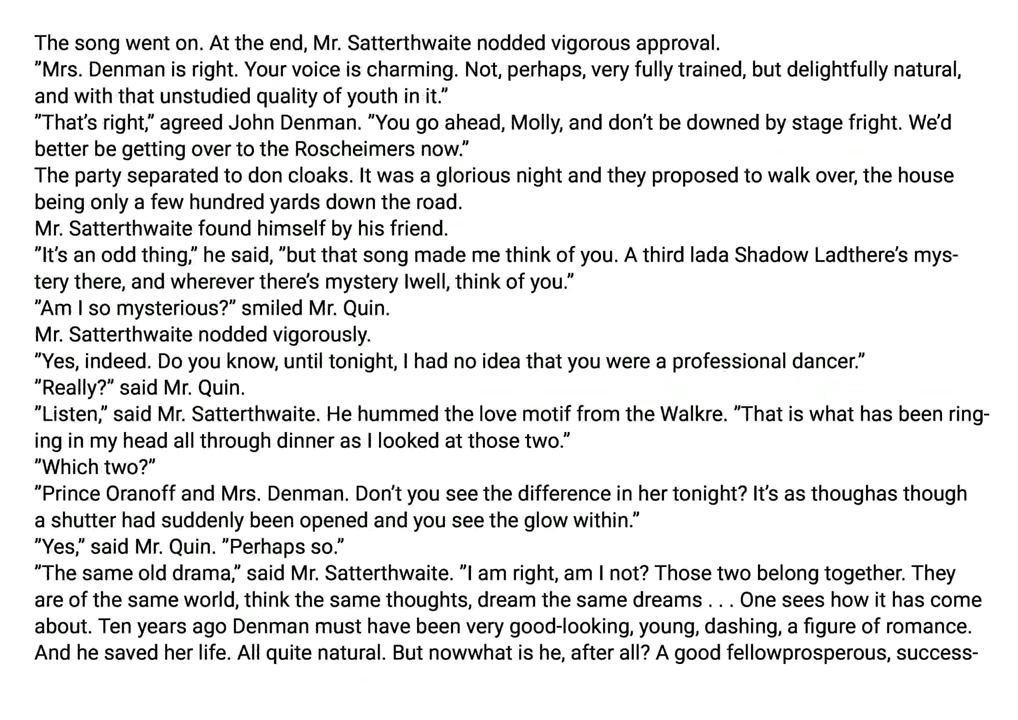 The song went on. At the end, Mr. Satterthwaite nodded vigorous approval.
"Mrs. Denman is right. Your voice is charming. Not, perhaps, very fully trained, but delightfully natural,
and with that unstudied quality of youth in it."
"That's right," agreed John Denman. "You go ahead, Molly, and don't be downed by stage fright. We'd
better be getting over to the Roscheimers now."
The party separated to don cloaks. It was a glorious night and they proposed to walk over, the house
being only a few hundred yards down the road.
Mr. Satterthwaite found himself by his friend.
"It's an odd thing," he said, "but that song made me think of you. A third lada Shadow Ladthere's mys-
tery there, and wherever there's mystery Iwell, think of you."
"Am I so mysterious?" smiled Mr. Quin.
Mr. Satterthwaite nodded vigorously.
"Yes, indeed. Do you know, until tonight, I had no idea that you were a professional dancer."
"Really?" said Mr. Quin.
"Listen," said Mr. Satterthwaite. He hummed the love motif from the Walkre. "That is what has been ring-
ing in my head all through dinner as I looked at those two."
"Which two?"
"Prince Oranoff and Mrs. Denman. Don't you see the difference in her tonight? It's as thoughas though
a shutter had suddenly been opened and you see the glow within."
"Yes," said Mr. Quin. "Perhaps so."
"The same old drama," said Mr. Satterthwaite. "I am right, am I not? Those two belong together. They
are of the same world, think the same thoughts, dream the same dreams . . . One sees how it has come
about. Ten years ago Denman must have been very good-looking, young, dashing, a figure of romance.
And he saved her life. All quite natural. But nowwhat is he, after all? A good fellowprosperous, success-